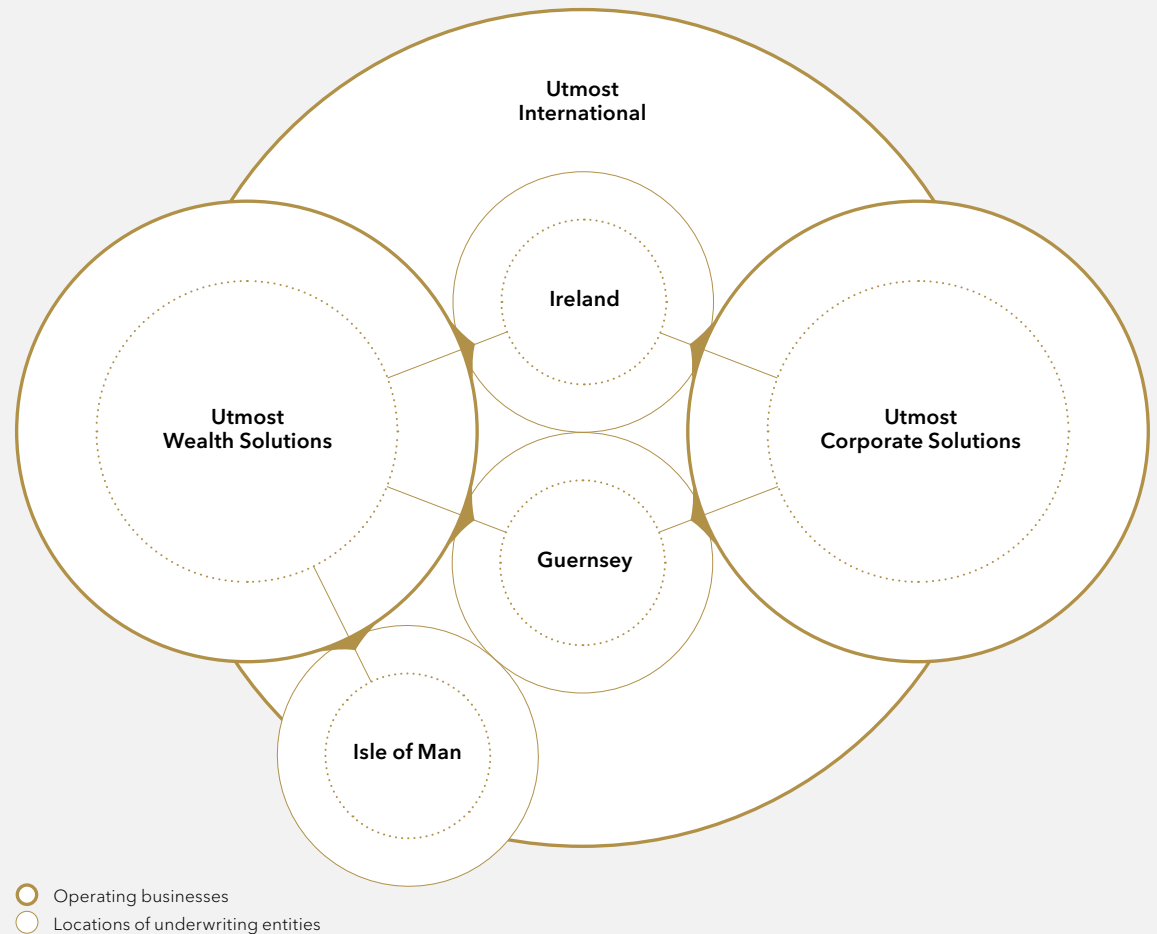 Utmost
International
Ireland
Utmost
Wealth Solutions
Utmost
Corporate Solutions
Guernsey
Isle of Man
Operating businesses
Locations of underwriting entities